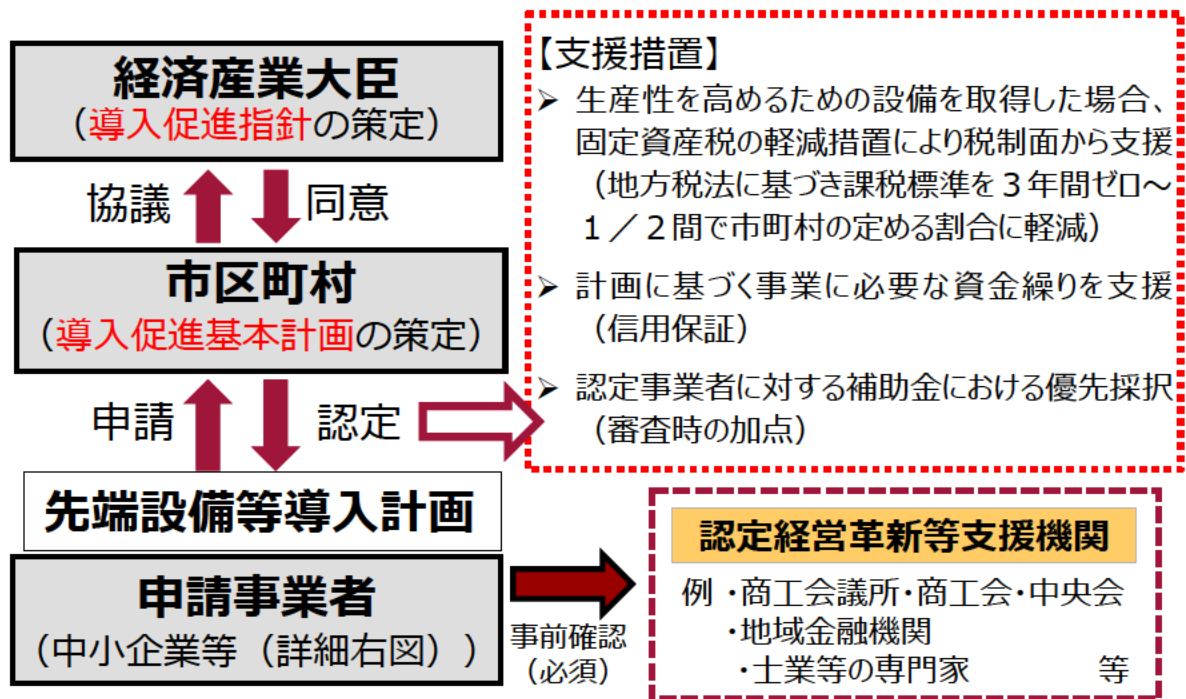 経済産業大臣
（導入促進指針の策定）
協議
同意
市区町村
（導入促進基本計画の策定）
申請
認定
先端設備等導入計画
申請事業者
（中小企業等（詳細右図））
【支援措置】
➢ 生産性を高めるための設備を取得した場合、
固定資産税の軽減措置により税制面から支援
（地方税法に基づき課税標準を３年間ゼロ～
１／２間で市町村の定める割合に軽減）
➢ 計画に基づく事業に必要な資金繰りを支援
（信用保証）
➢ 認定事業者に対する補助金における優先採択
（審査時の加点）
事前確認
（必須）
認定経営革新等支援機関
例 ・商工会議所・商工会・中央会
・地域金融機関
・士業等の専門家 等